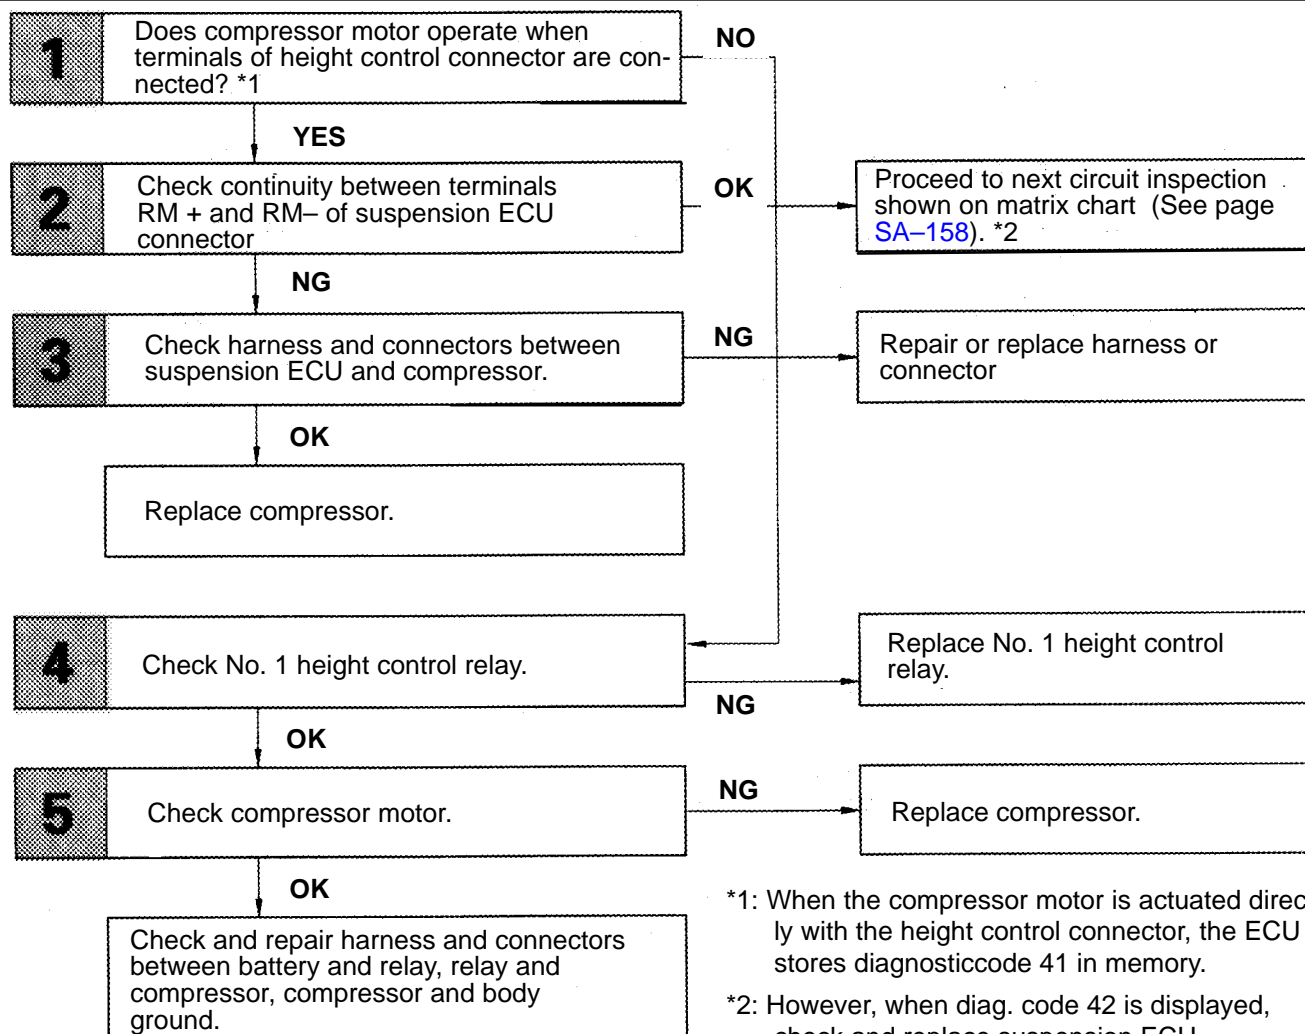 1
Does compressor motor operate when
terminals of height control connector are con-
nected? *1
NO
YES
2
Check continuity between terminals
RM + and RM– of suspension ECU
connector
OK
Proceed to next circuit inspection
shown on matrix chart (See page
SA–158). *2
NG
3
Check harness and connectors between
suspension ECU and compressor.
NG
Repair or replace harness or
connector
OK
Replace compressor.
4
Check No. 1 height control relay.
Replace No. 1 height control
relay.
NG
OK
5
Check compressor motor.
NG
Replace compressor.
OK
Check and repair harness and connectors
between battery and relay, relay and
compressor, compressor and body
ground.
*1: When the compressor motor is actuated direc
ly with the height control connector, the ECU
stores diagnosticcode 41 in memory.
*2: However, when diag. code 42 is displayed,
check and replace suspension ECU